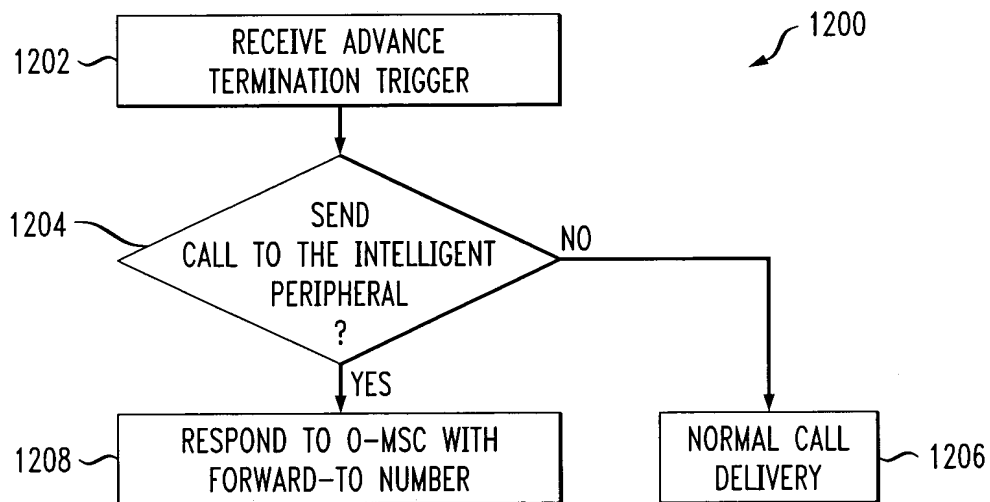 1200
1202
RECEIVE ADVANCE
TERMINATION TRIGGER
1204
SEND
CALL TO THE INTELLIGENT
PERIPHERAL
?
NO
YES
1208
RESPOND TO O-MSC WITH
FORWARD-TO NUMBER
NORMAL CALL
DELIVERY
1206